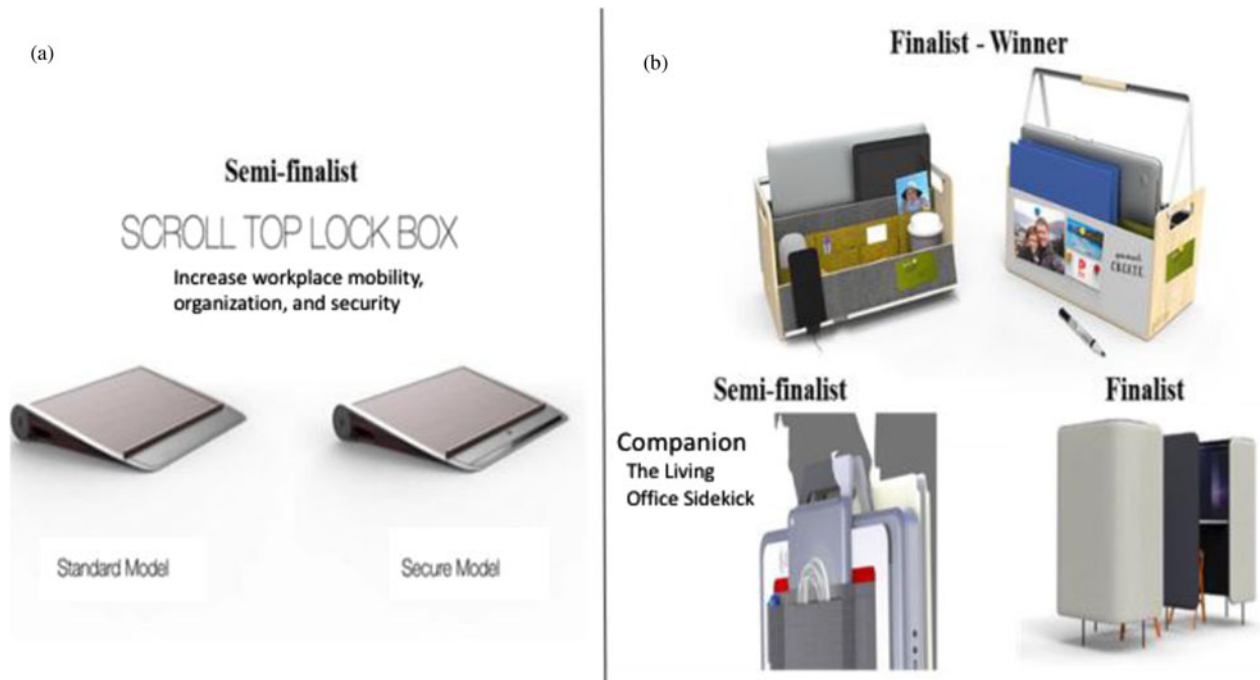 (a)
Semi-finalist
SCROLL TOP LOCK BOX
Increase workplace mobility,
organization, and security
Standard Model
Secure Model
(b)
Finalist - Winner
CREATE
Semi-finalist
Finalist
Companion
The Living
Office Sidekick